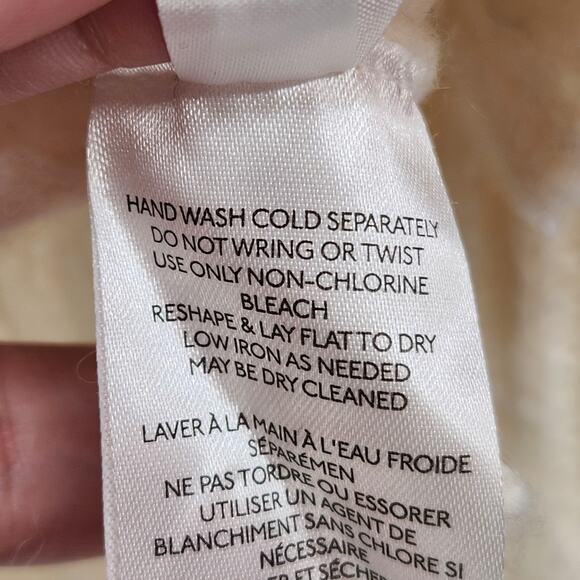 HAND WASH COLD SEPARATELY
DO NOT WRING OR TWIST
USE ONLY NON-CHLORINE
BLEACH
RESHAPE & LAY FLAT TO DRY
LOW IRON AS NEEDED
MAY BE DRY CLEANED
LAVER À LA MAIN À L'EAU FROIDE
SÉPARÉMEN
NE PAS TORDRE OU ESSORER
UTILISER UN AGENT DE
BLANCHIMENT SANS CHLORE SI
NÉCESSAIRE
ET